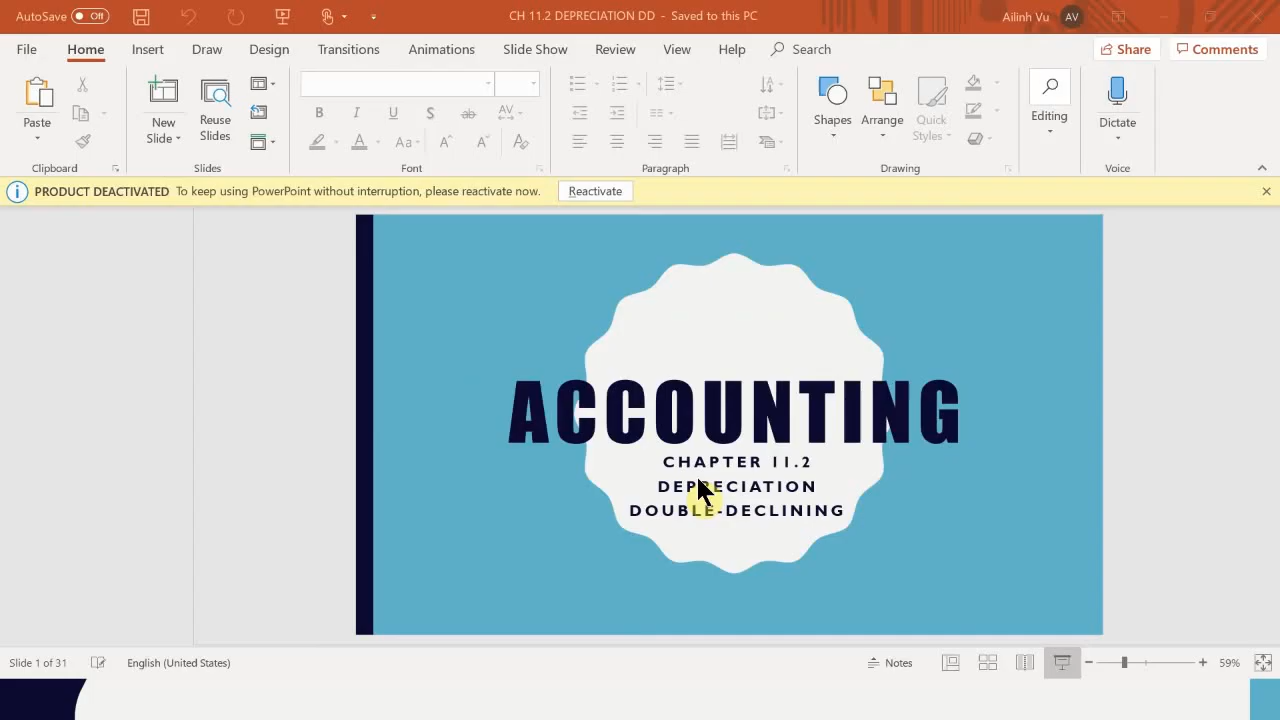 AutoSave Off CH 11.2 DEPRECIATION DD - Saved to this PC Ailinh Vu AV
File Home Insert Draw Design Transitions Animations Slide Show Review View Help Search Share Comments
Paste New Slide Reuse Slides B I U S ab AV Aa A A A Shapes Arrange Quick Styles Editing Dictate
Clipboard Slides Font Paragraph Drawing Voice
PRODUCT DEACTIVATED To keep using PowerPoint without interruption, please reactivate now. Reactivate
ACCOUNTING
CHAPTER 11.2
DEPRECIATION
DOUBLE-DECLINING
Slide 1 of 31 English (United States) Notes 59%